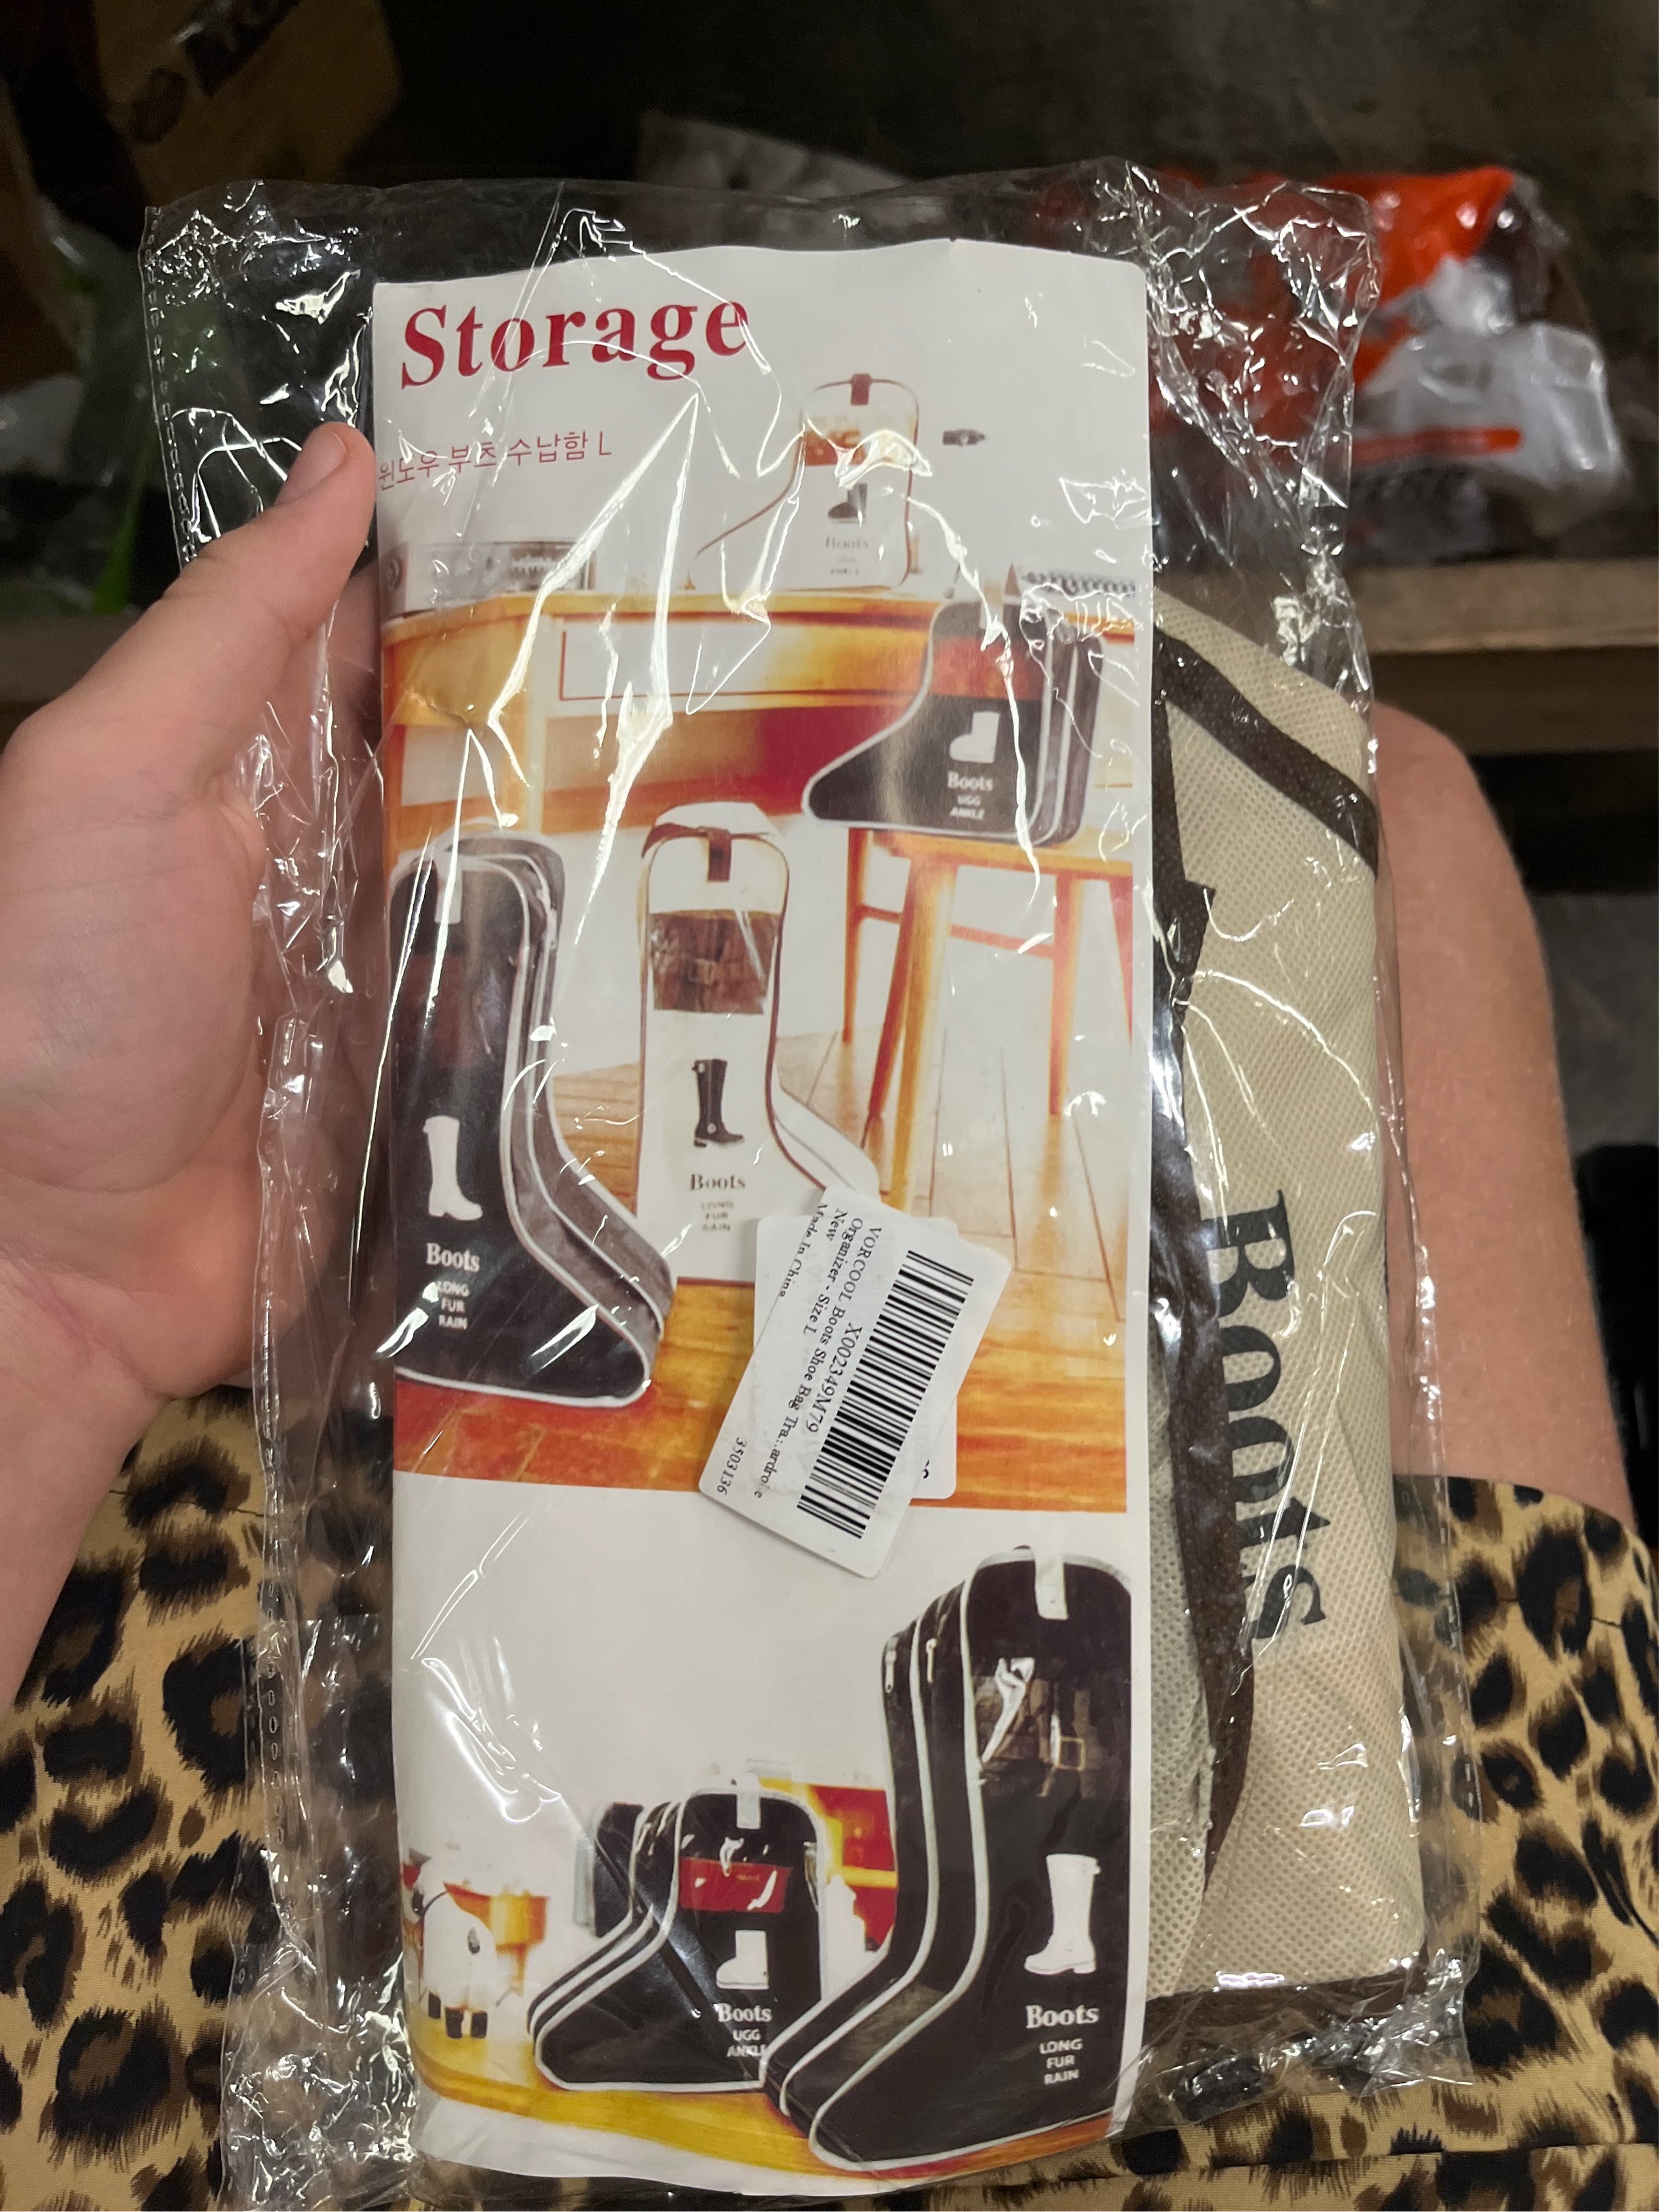 Storage
윈도우 부츠 수납함 L
Boots
Boots
UGG
ANKLE
Boots
LONG
FUR
RAIN
Boots
LONG
FUR
RAIN
X002349M79
VORCOOL Boots Shoe Bag Tra...ardrobe
Organizer - Size L
New
Made In China
3503136
Boots
Boots
UGG
ANKLE
Boots
LONG
FUR
RAIN